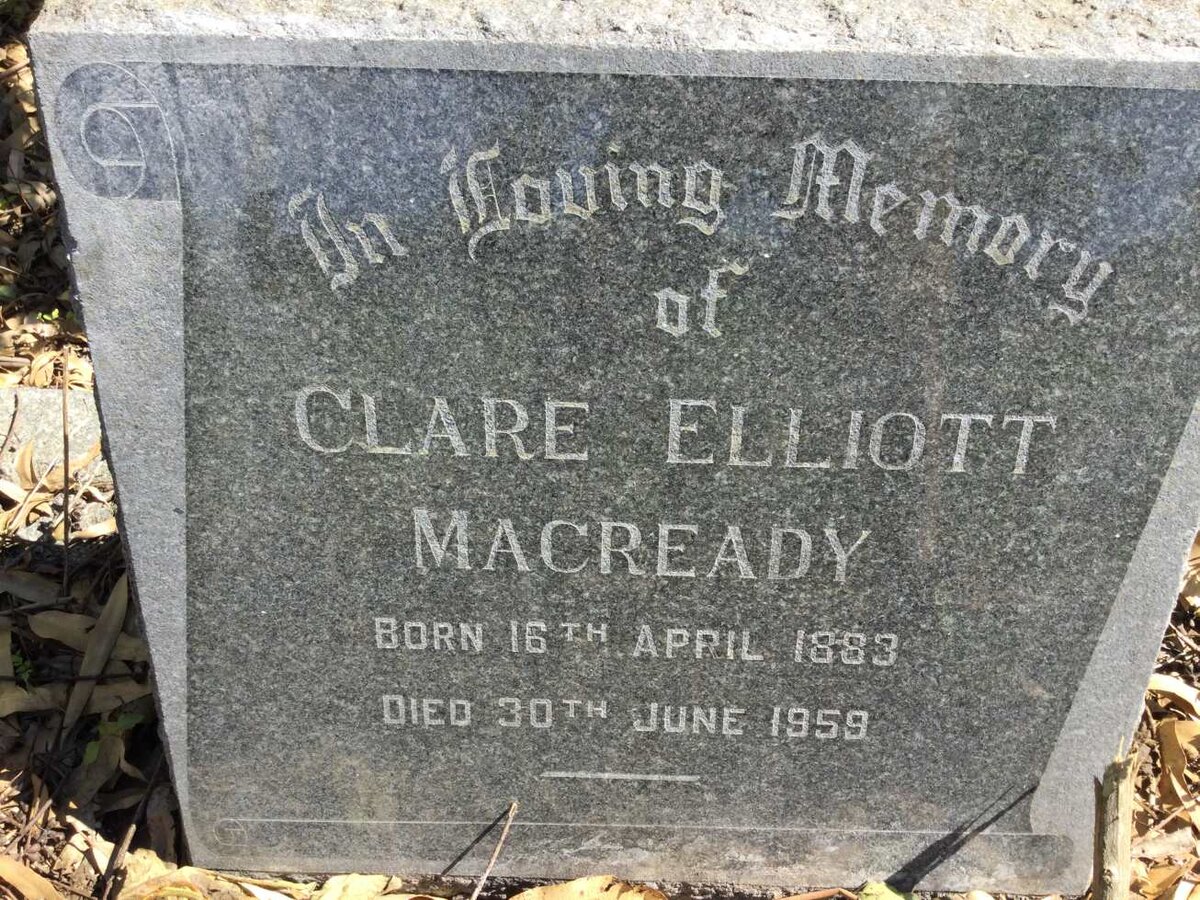 In Loving Memory
of
CLARE ELLIOTT
MACREADY
BORN 16TH APRIL 1883
DIED 30TH JUNE 1959